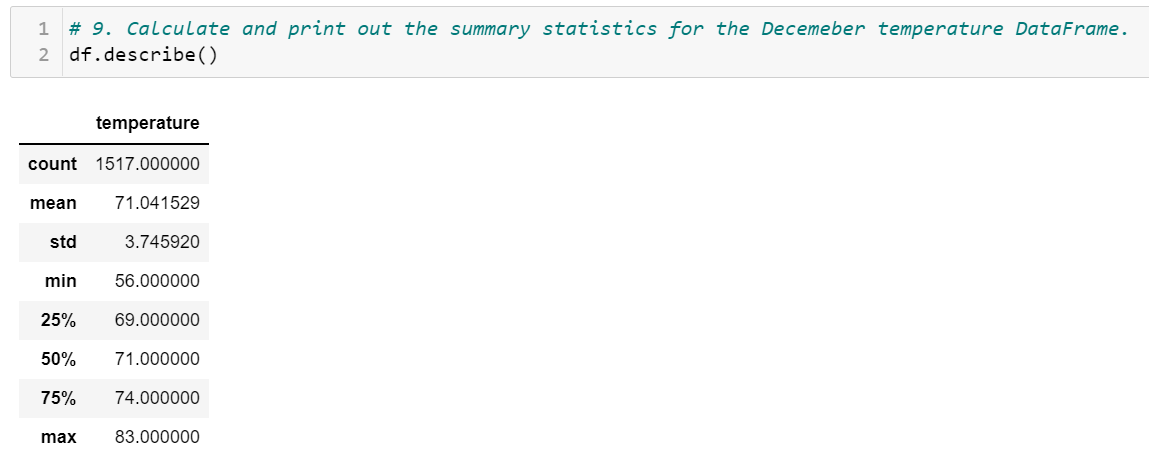 1 # 9. Calculate and print out the summary statistics for the Decemeber temperature DataFrame.
2 df.describe()
temperature
count 1517.000000
mean 71.041529
std 3.745920
min 56.000000
25% 69.000000
50% 71.000000
75% 74.000000
max 83.000000